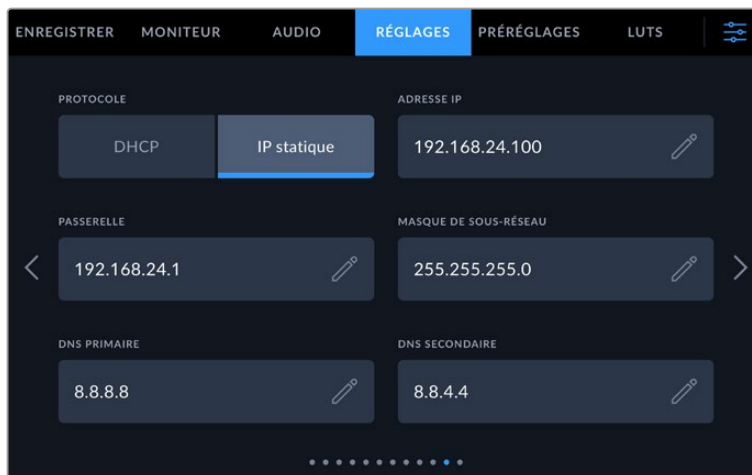 ENREGISTRER MONITEUR AUDIO RÉGLAGES PRÉRÉGLAGES LUTS
PROTOCOLE ADRESSE IP
DHCP IP statique 192.168.24.100
PASSERELLE MASQUE DE SOUS-RÉSEAU
192.168.24.1 255.255.255.0
DNS PRIMAIRE DNS SECONDAIRE
8.8.8.8 8.8.4.4